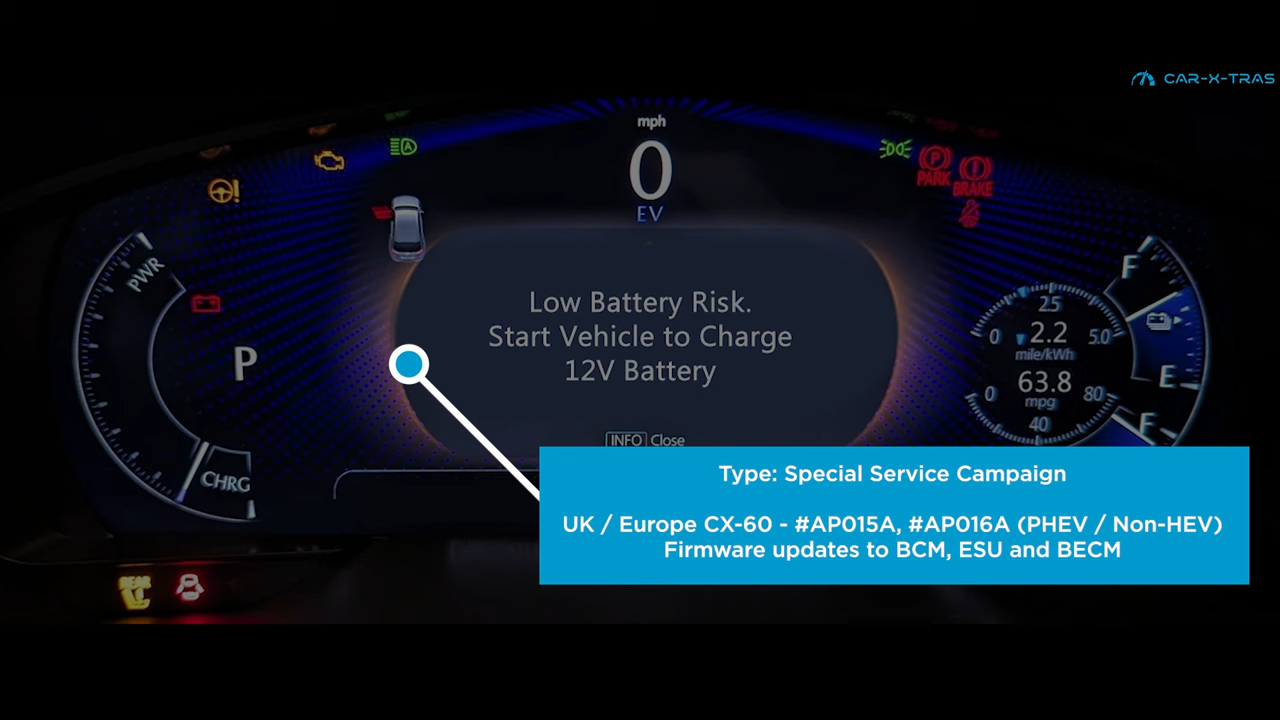 CAR-X-TRAS
mph
0
EV
PARK
BRAKE
PWR
P
CHRG
Low Battery Risk.
Start Vehicle to Charge
12V Battery
INFO Close
F
E
F
25
0 2.2 5.0
mile/kWh
63.8
0 mpg 80
40
Type: Special Service Campaign
UK / Europe CX-60 - #AP015A, #AP016A (PHEV / Non-HEV)
Firmware updates to BCM, ESU and BECM
REAR